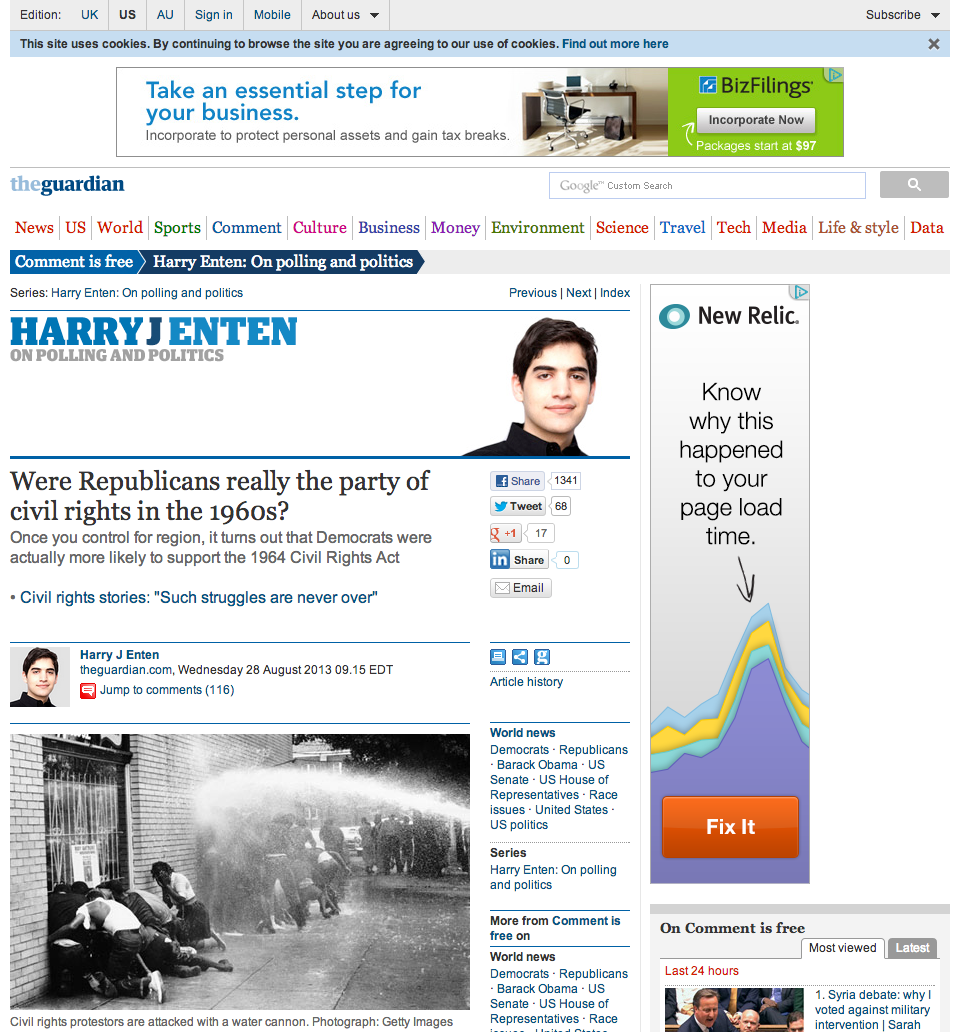 Edition: UK US AU Sign in Mobile About us Subscribe
This site uses cookies. By continuing to browse the site you are agreeing to our use of cookies. Find out more here
Take an essential step for
your business.
Incorporate to protect personal assets and gain tax breaks.
BizFilings
Incorporate Now
Packages start at $97
theguardian
Google™ Custom Search
News US World Sports Comment Culture Business Money Environment Science Travel Tech Media Life & style Data
Comment is free Harry Enten: On polling and politics
Series: Harry Enten: On polling and politics
Previous | Next | Index
HARRY J ENTEN
ON POLLING AND POLITICS
Were Republicans really the party of
civil rights in the 1960s?
Once you control for region, it turns out that Democrats were
actually more likely to support the 1964 Civil Rights Act
• Civil rights stories: "Such struggles are never over"
Share 1341
Tweet 68
+1 17
in Share 0
Email
Harry J Enten
theguardian.com, Wednesday 28 August 2013 09.15 EDT
Jump to comments (116)
Article history
World news
Democrats · Republicans
· Barack Obama · US
Senate · US House of
Representatives · Race
issues · United States ·
US politics
Series
Harry Enten: On polling
and politics
More from Comment is
free on
World news
Democrats · Republicans
· Barack Obama · US
Senate · US House of
Representatives · Race
issues · United States ·
Civil rights protestors are attacked with a water cannon. Photograph: Getty Images
New Relic.
Know
why this
happened
to your
page load
time.
Fix It
On Comment is free
Most viewed Latest
Last 24 hours
1. Syria debate: why I
voted against military
intervention | Sarah